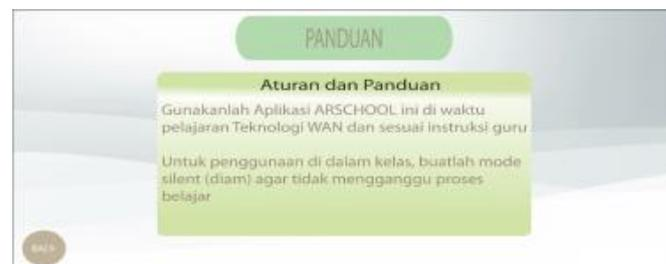 PANDUAN
Aturan dan Panduan
Gunakanlah Aplikasi ARSCHOOL ini di waktu
pelajaran Teknologi WAN dan sesuai instruksi guru
Untuk penggunaan di dalam kelas, buatlah mode
silent (diam) agar tidak mengganggu proses
belajar
BACK